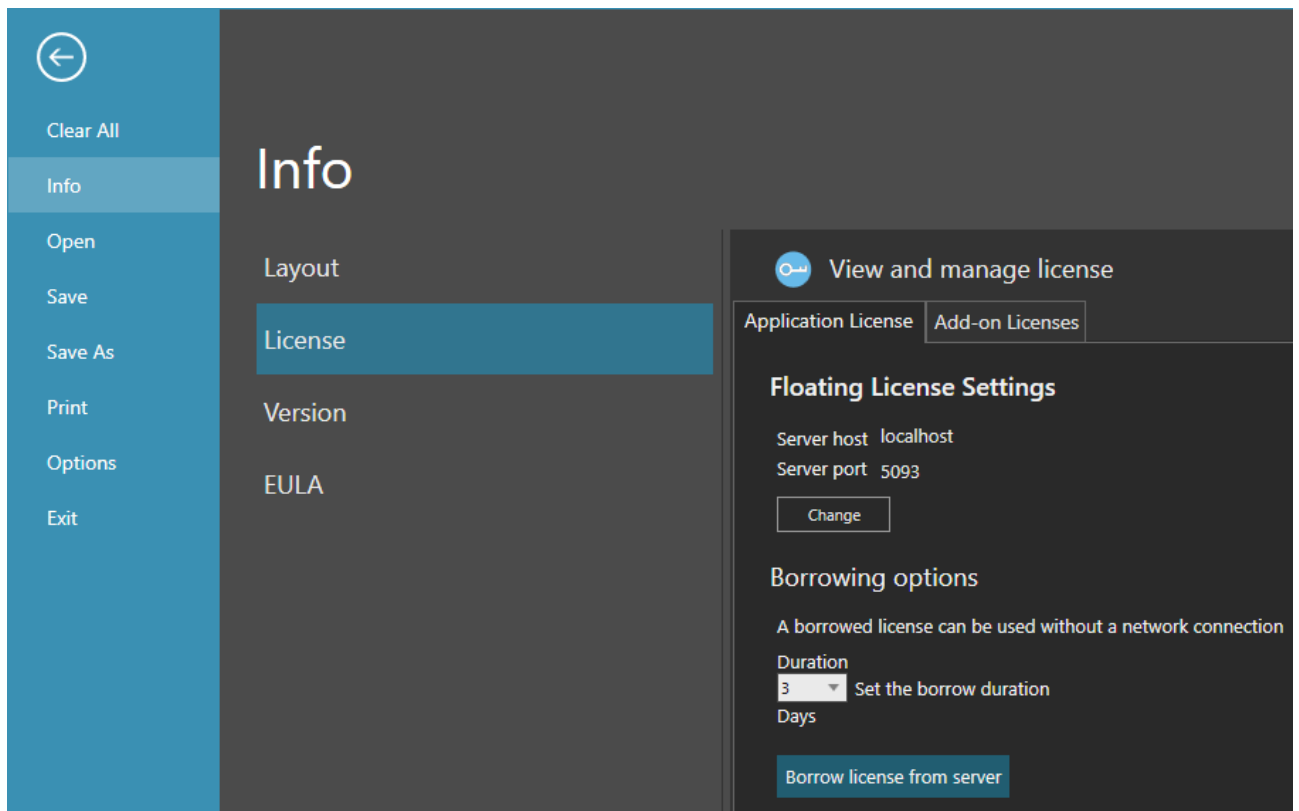 Clear All
Info
Open
Save
Save As
Print
Options
Exit
Info
Layout
License
Version
EULA
View and manage license
Application License
Add-on Licenses
Floating License Settings
Server host localhost
Server port 5093
Change
Borrowing options
A borrowed license can be used without a network connection
Duration
3 Set the borrow duration
Days
Borrow license from server